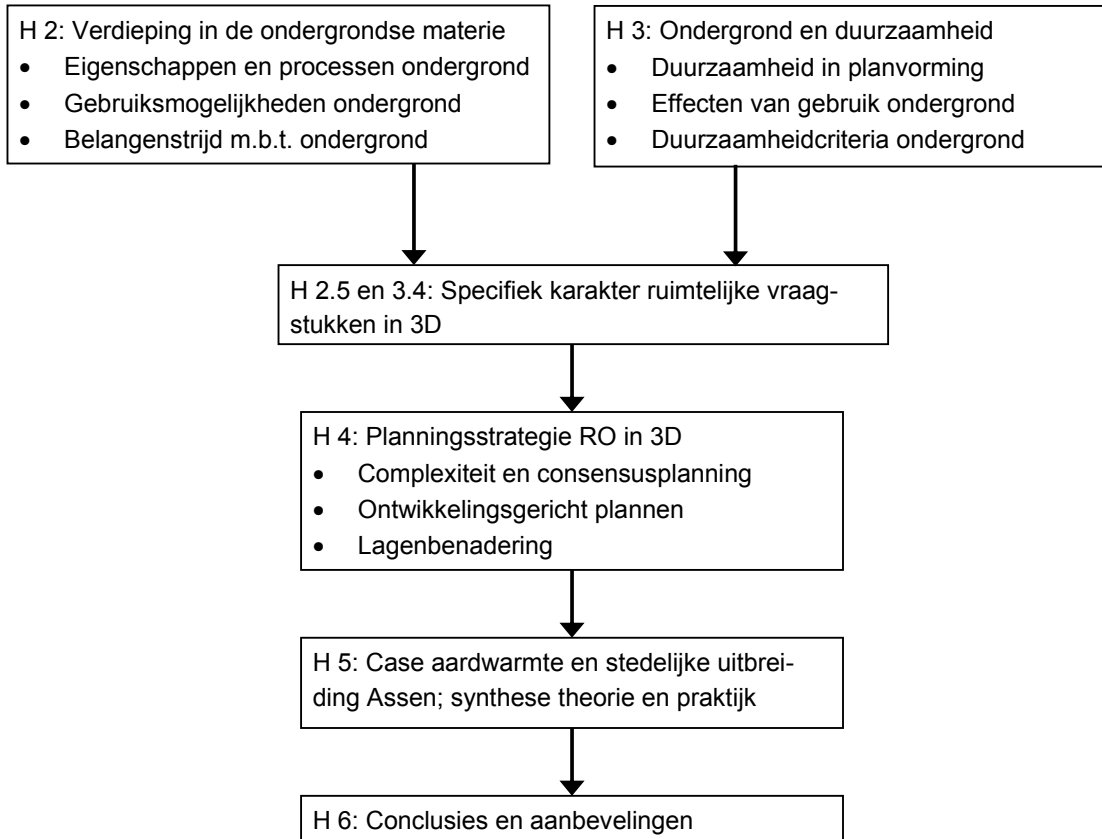 H 2: Verdieping in de ondergrondse materie
• Eigenschappen en processen ondergrond
• Gebruiksmogelijkheden ondergrond
• Belangenstrijd m.b.t. ondergrond
H 3: Ondergrond en duurzaamheid
• Duurzaamheid in planvorming
• Effecten van gebruik ondergrond
• Duurzaamheidcriteria ondergrond
H 2.5 en 3.4: Specifiek karakter ruimtelijke vraag-
stukken in 3D
H 4: Planningsstrategie RO in 3D
• Complexiteit en consensusplanning
• Ontwikkelingsgericht plannen
• Lagenbenadering
H 5: Case aardwarmte en stedelijke uitbrei-
ding Assen; synthese theorie en praktijk
H 6: Conclusies en aanbevelingen